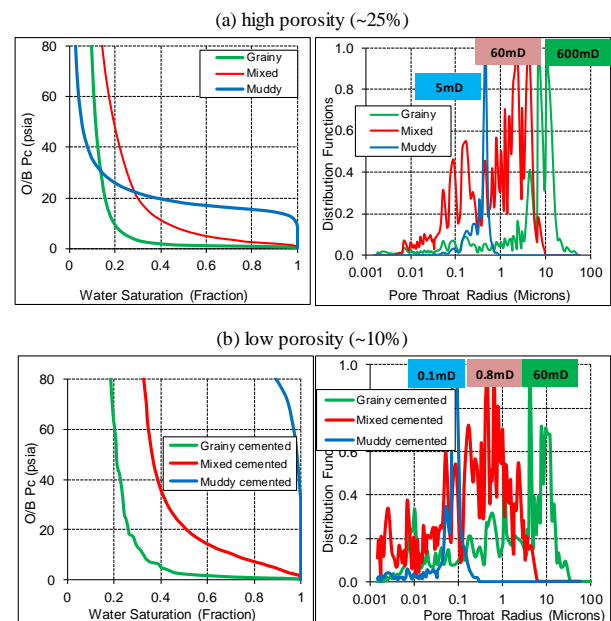 (a) high porosity (~25%)
80
60
40
20
0
O/B Pc (psia)
Grainy
Mixed
Muddy
0 0.2 0.4 0.6 0.8 1
Water Saturation (Fraction)
60mD 600mD
5mD
1.0
0.8
0.6
0.4
0.2
0.0
Distribution Functions
Grainy
Mixed
Muddy
0.001 0.1 1 10 100
Pore Throat Radius (Microns)
(b) low porosity (~10%)
80
60
40
20
0
O/B Pc (psia)
Grainy cemented
Mixed cemented
Muddy cemented
0 0.2 0.4 0.6 0.8 1
Water Saturation (Fraction)
0.1mD 0.8mD 60mD
1.0
0.8
0.6
0.4
0.2
0.0
Distribution Functions
Grainy cemented
Mixed cemented
Muddy cemented
0.001 0.01 0.1 1 10 100
Pore Throat Radius (Microns)